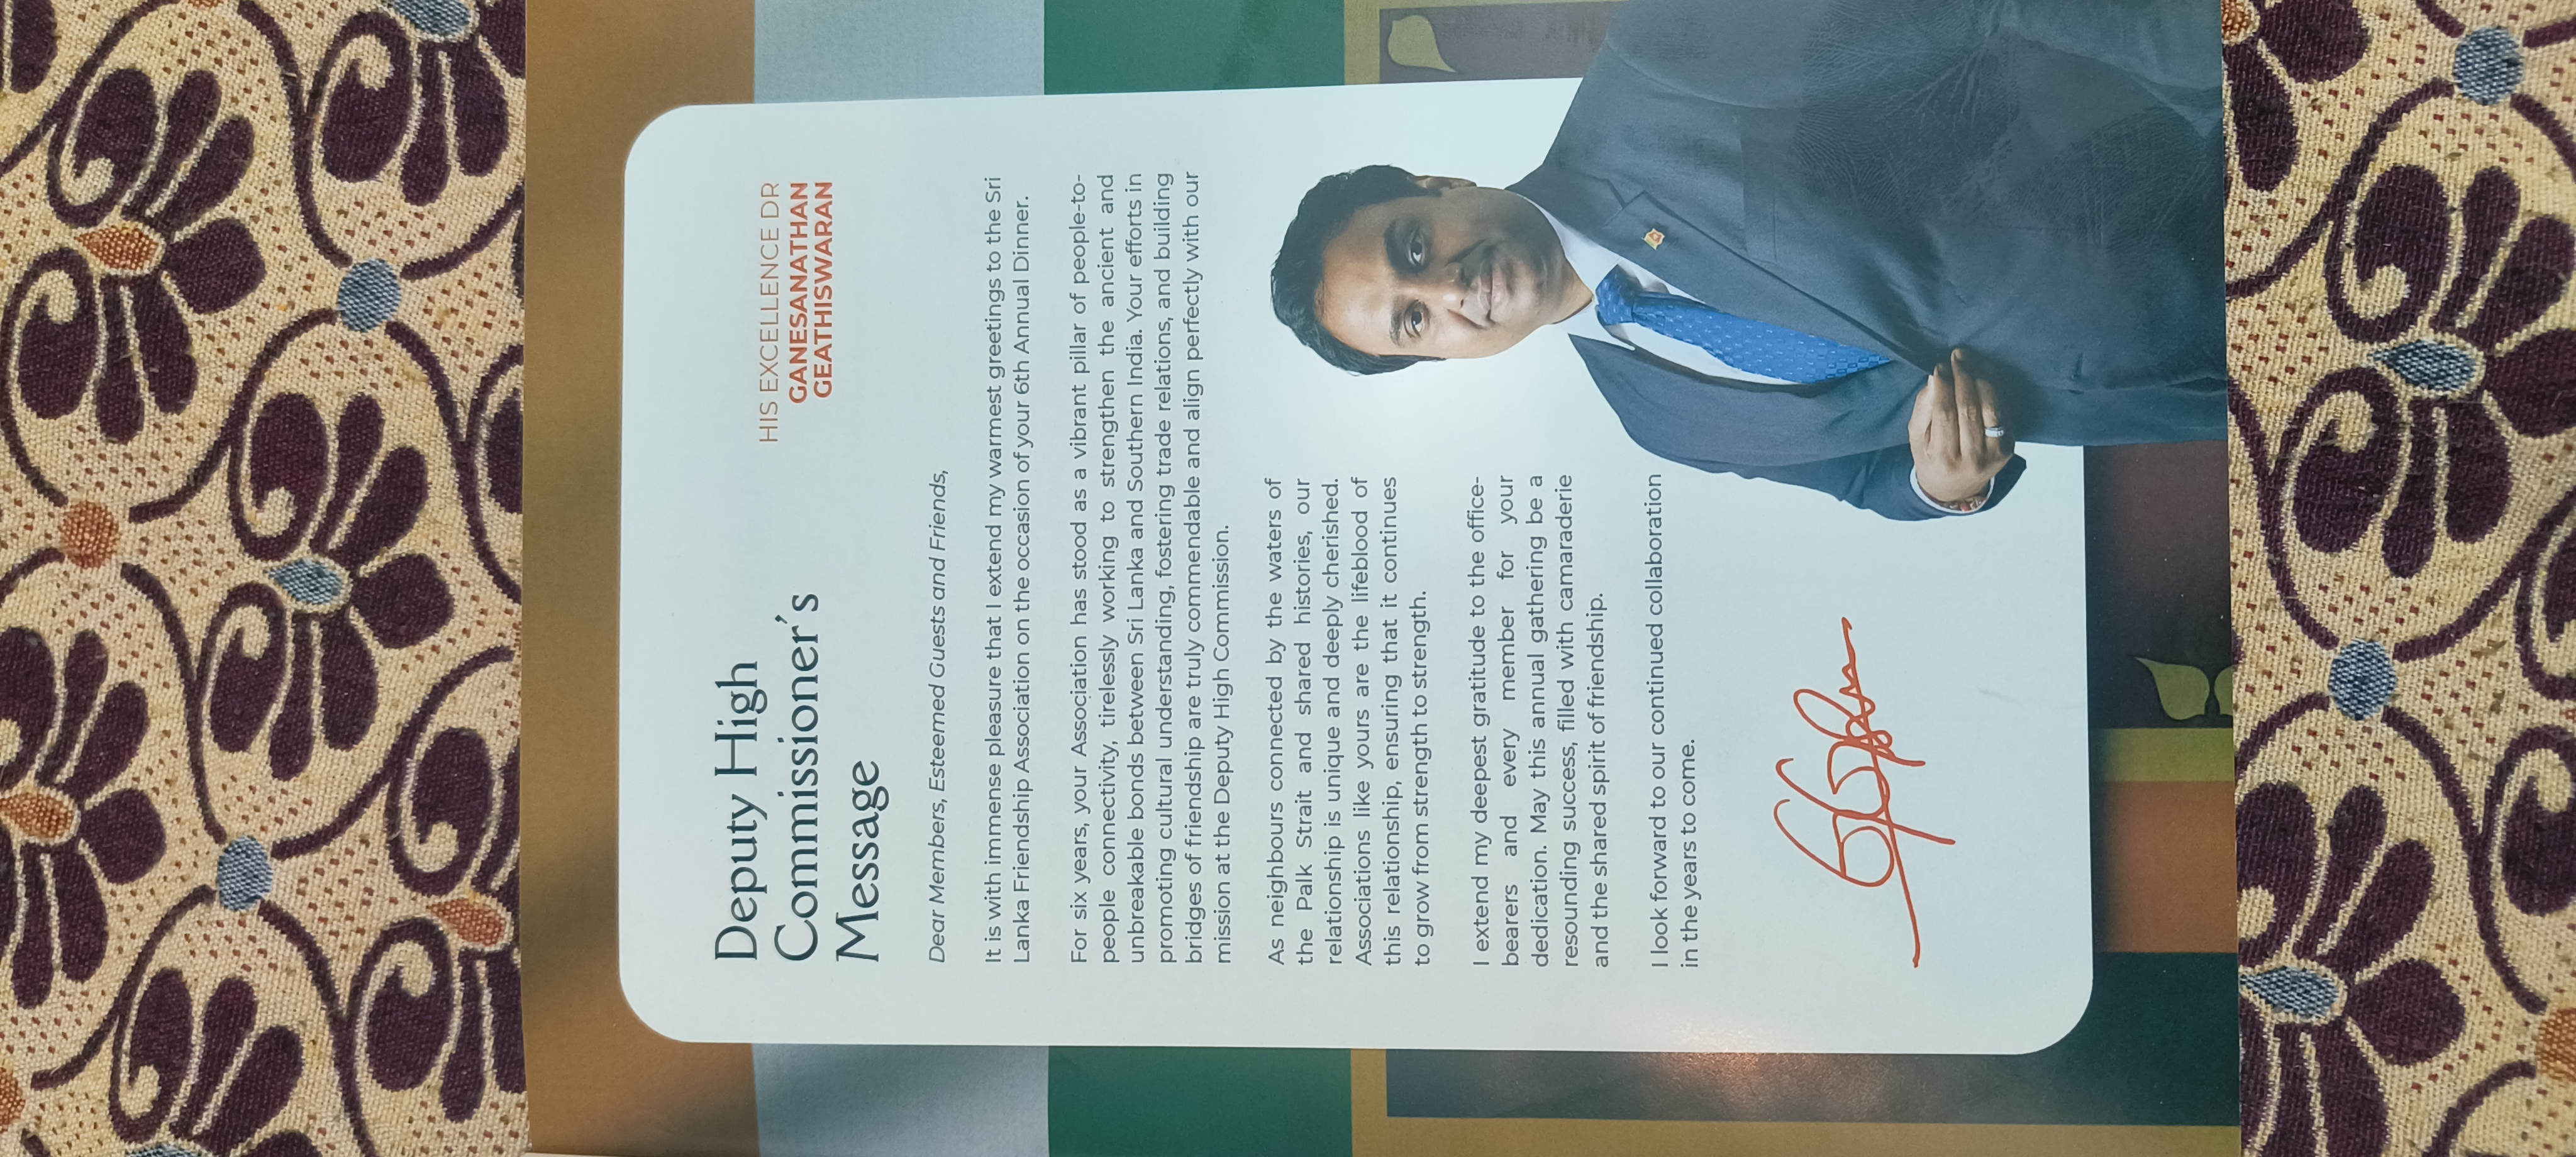 Deputy High
Commissioner's
Message
HIS EXCELLENCE DR
GANESANATHAN
GEATHISWARAN
Dear Members, Esteemed Guests and Friends,
It is with immense pleasure that I extend my warmest greetings to the Sri
Lanka Friendship Association on the occasion of your 6th Annual Dinner.
For six years, your Association has stood as a vibrant pillar of people-to-
people connectivity, tirelessly working to strengthen the ancient and
unbreakable bonds between Sri Lanka and Southern India. Your efforts in
promoting cultural understanding, fostering trade relations, and building
bridges of friendship are truly commendable and align perfectly with our
mission at the Deputy High Commission.
As neighbours connected by the waters of
the Palk Strait and shared histories, our
relationship is unique and deeply cherished.
Associations like yours are the lifeblood of
this relationship, ensuring that it continues
to grow from strength to strength.
I extend my deepest gratitude to the office-
bearers and every member for your
dedication. May this annual gathering be a
resounding success, filled with camaraderie
and the shared spirit of friendship.
I look forward to our continued collaboration
in the years to come.